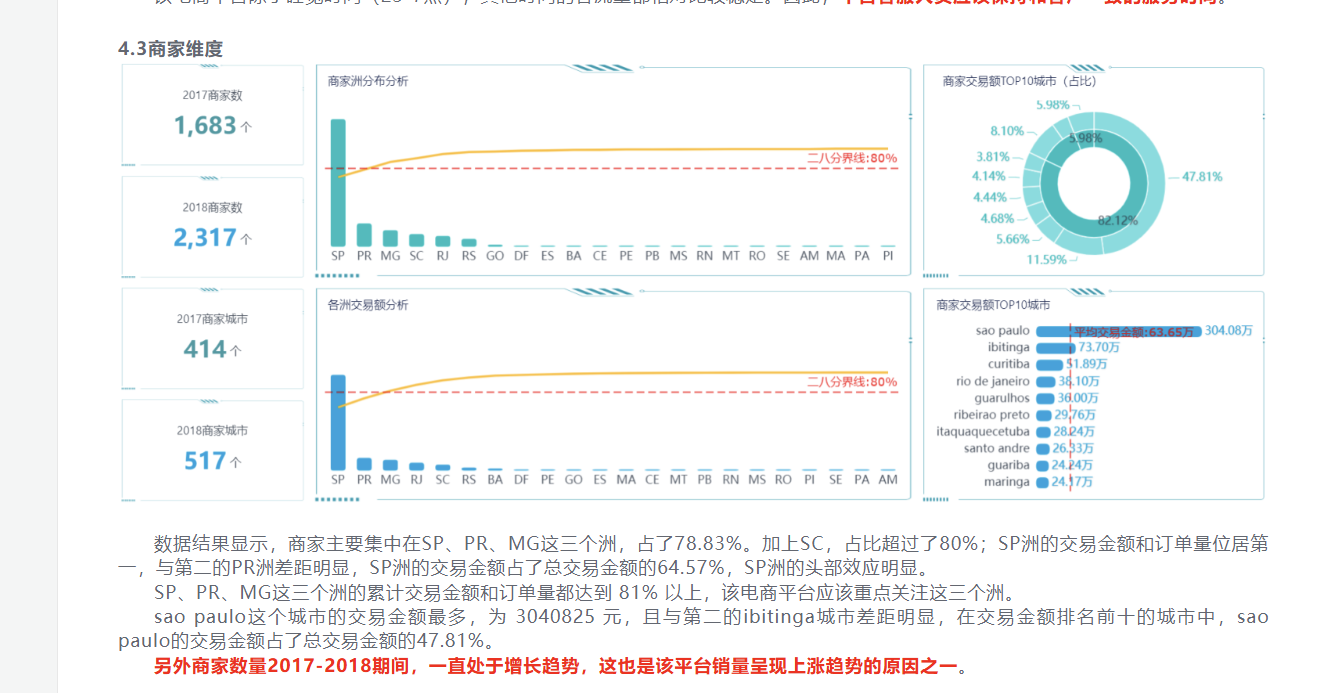 4.3商家维度
2017商家数
1,683个
2018商家数
2,317个
2017商家城市
414个
2018商家城市
517个
商家洲分布分析
二八分界线:80%
SP PR MG SC RJ RS GO DF ES BA CE PE PB MS RN MT RO SE AM MA PA PI
商家交易额TOP10城市（占比）
5.98%
8.10%
3.81%
4.14%
4.44%
4.68%
5.66%
11.59%
47.81%
5.98%
82.12%
各洲交易额分析
二八分界线:80%
SP PR MG RJ SC RS BA DF PE GO ES MA CE MT PB RN MS RO PI SE PA AM
商家交易额TOP10城市
平均交易金额:63.65万
sao paulo 304.08万
ibitinga 73.70万
curitiba 51.89万
rio de janeiro 38.10万
guarulhos 36.00万
ribeirao preto 29.76万
itaquaquecetuba 28.24万
santo andre 26.33万
guariba 24.24万
maringa 24.17万
数据结果显示，商家主要集中在SP、PR、MG这三个洲，占了78.83%。加上SC，占比超过了80%；SP洲的交易金额和订单量位居第
一，与第二的PR洲差距明显，SP洲的交易金额占了总交易金额的64.57%，SP洲的头部效应明显。
SP、PR、MG这三个洲的累计交易金额和订单量都达到 81% 以上，该电商平台应该重点关注这三个洲。
sao paulo这个城市的交易金额最多，为 3040825 元，且与第二的ibitinga城市差距明显，在交易金额排名前十的城市中，sao
paulo的交易金额占了总交易金额的47.81%。
另外商家数量2017-2018期间，一直处于增长趋势，这也是该平台销量呈现上涨趋势的原因之一。